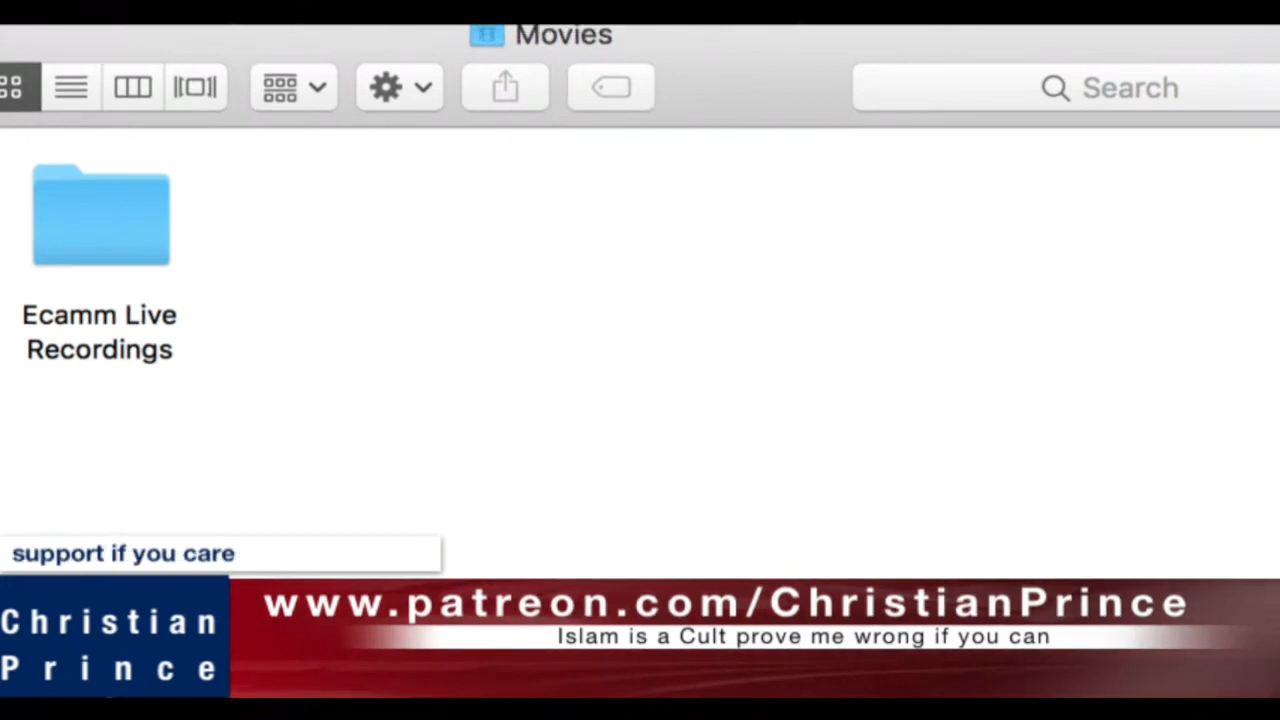 Movies
Search
Ecamm Live
Recordings
support if you care
Christian
Prince
www.patreon.com/ChristianPrince
Islam is a Cult prove me wrong if you can